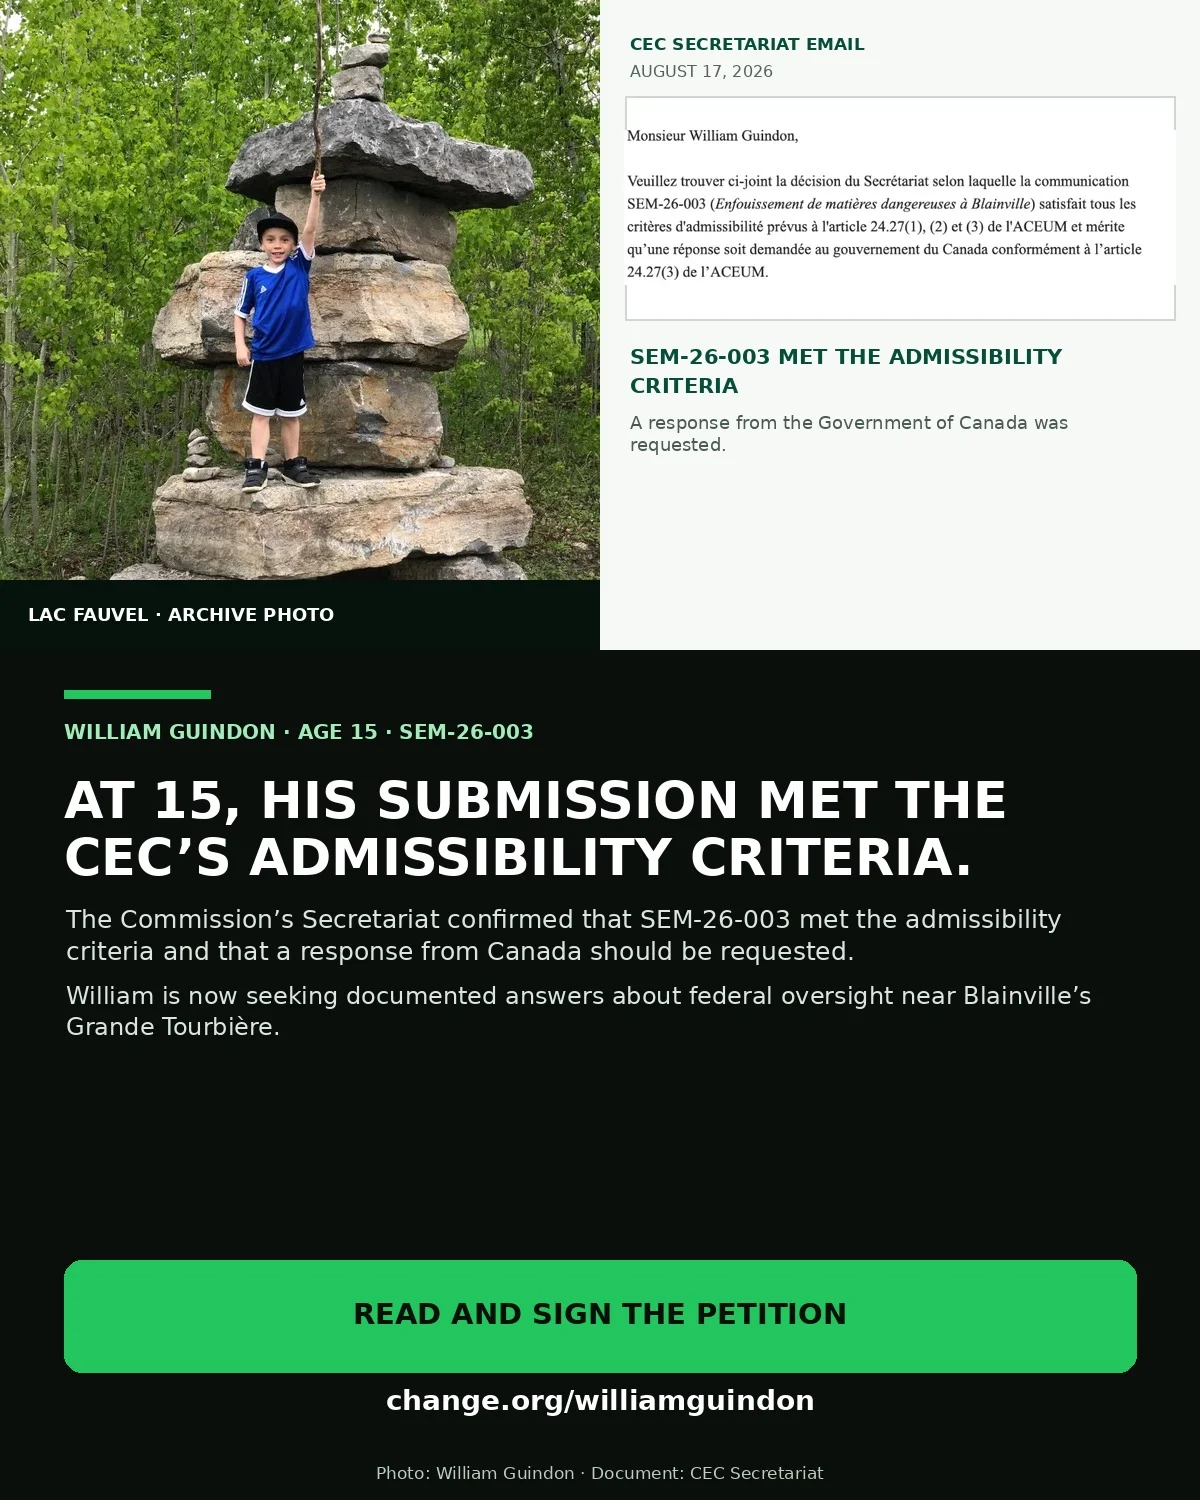 CEC SECRETARIAT EMAIL
AUGUST 17, 2026
Monsieur William Guindon,
Veuillez trouver ci-joint la décision du Secrétariat selon laquelle la communication
SEM-26-003 (Enfouissement de matières dangereuses à Blainville) satisfait tous les
critères d'admissibilité prévus à l'article 24.27(1), (2) et (3) de l'ACEUM et mérite
qu’une réponse soit demandée au gouvernement du Canada conformément à l’article
24.27(3) de l’ACEUM.
SEM-26-003 MET THE ADMISSIBILITY
CRITERIA
A response from the Government of Canada was
requested.
LAC FAUVEL · ARCHIVE PHOTO
WILLIAM GUINDON · AGE 15 · SEM-26-003
AT 15, HIS SUBMISSION MET THE
CEC’S ADMISSIBILITY CRITERIA.
The Commission’s Secretariat confirmed that SEM-26-003 met the admissibility
criteria and that a response from Canada should be requested.
William is now seeking documented answers about federal oversight near Blainville’s
Grande Tourbière.
READ AND SIGN THE PETITION
change.org/williamguindon
Photo: William Guindon · Document: CEC Secretariat